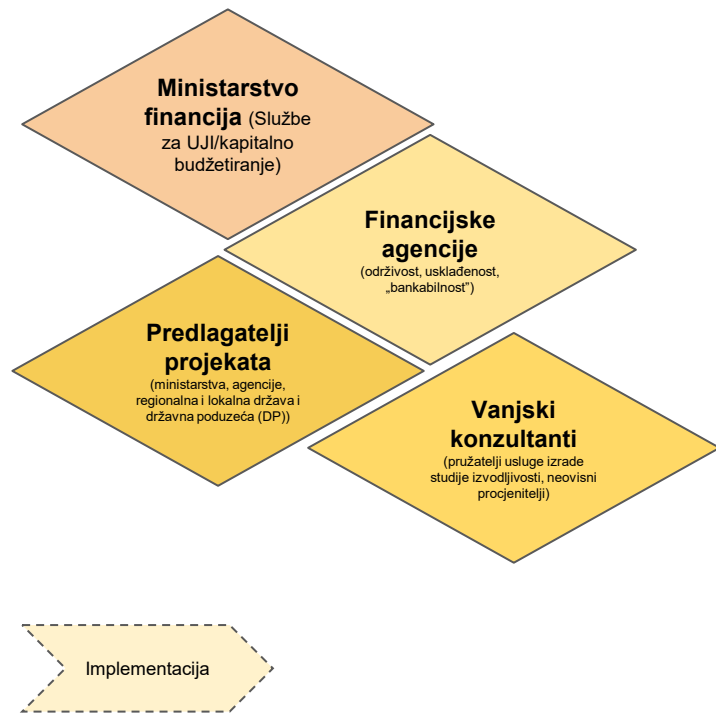 Ministarstvo
financija (Službe
za UJI/kapitalno
budžetiranje)
Financijske
agencije
(održivost, usklađenost,
„bankabilnost”)
Predlagatelji
projekata
(ministarstva, agencije,
regionalna i lokalna država i
državna poduzeća (DP))
Vanjski
konzultanti
(pružatelji usluge izrade
studije izvodljivosti, neovisni
procjenitelji)
Implementacija